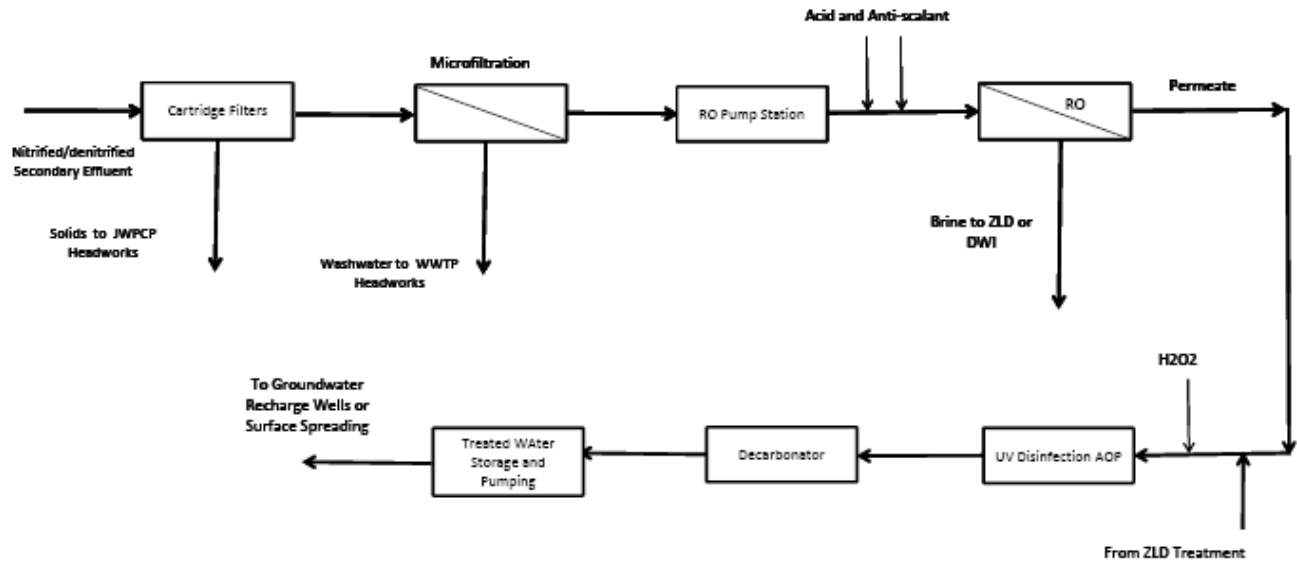 Acid and Anti-scalant
Microfiltration
Permeate
Cartridge Filters
RO Pump Station
RO
Nitrified/denitrified
Secondary Effluent
Solids to JWPCP
Headworks
Washwater to WWTP
Headworks
Brine to ZLD or
DWI
H2O2
To Groundwater
Recharge Wells or
Surface Spreading
Treated WAter
Storage and
Pumping
Decarbonator
UV Disinfection AOP
From ZLD Treatment